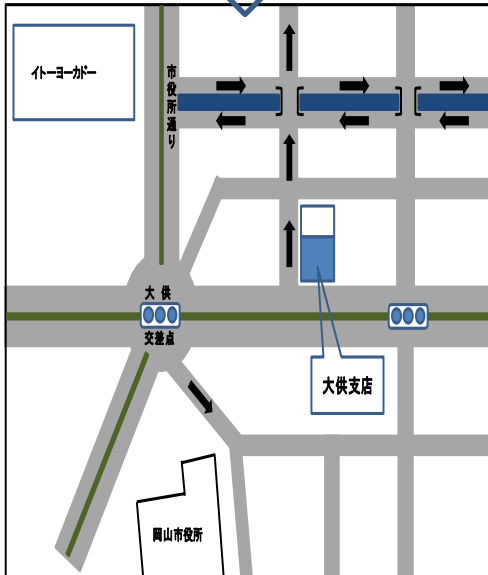 イトーヨーカドー
市役所通り
大 供
交差点
大供支店
岡山市役所